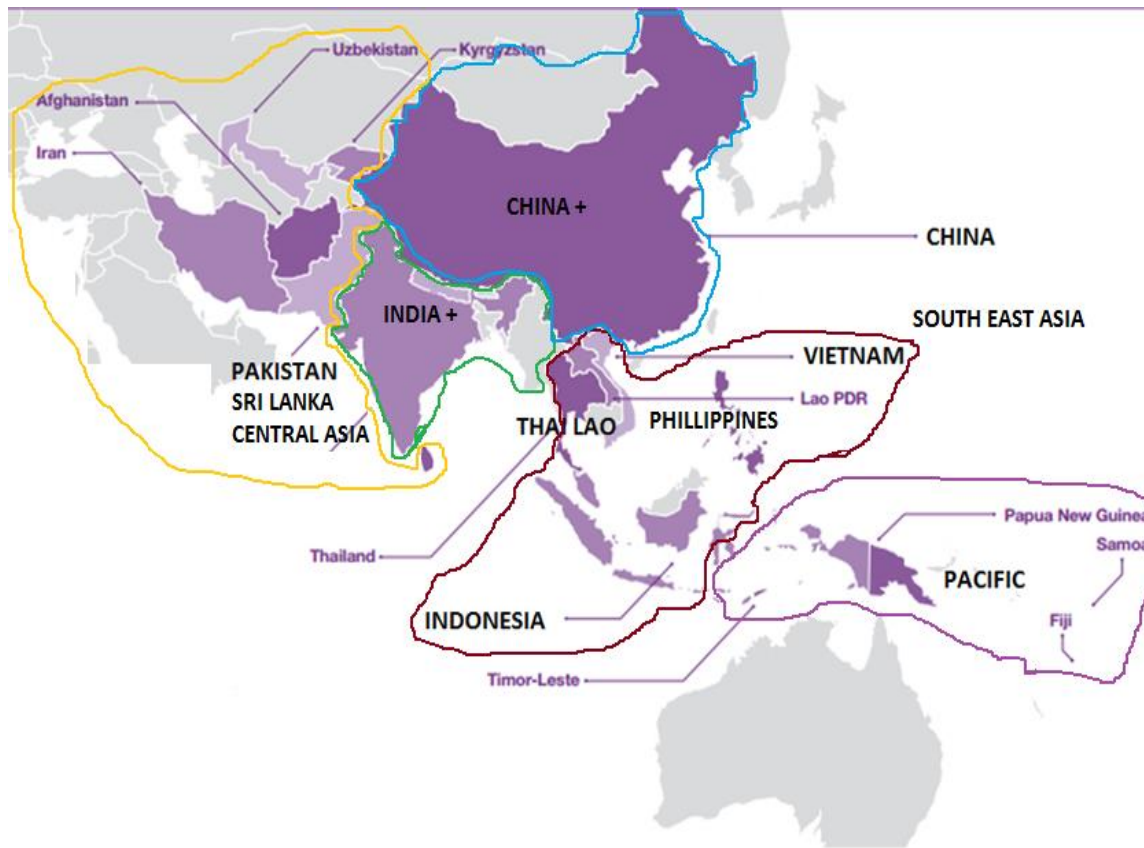 Uzbekistan
Kyrgyzstan
Afghanistan
Iran
CHINA +
CHINA
INDIA +
SOUTH EAST ASIA
PAKISTAN
SRI LANKA
CENTRAL ASIA
VIETNAM
Lao PDR
THAI LAO
PHILLIPPINES
Thailand
Papua New Guinea
Samoa
PACIFIC
INDONESIA
Fiji
Timor-Leste